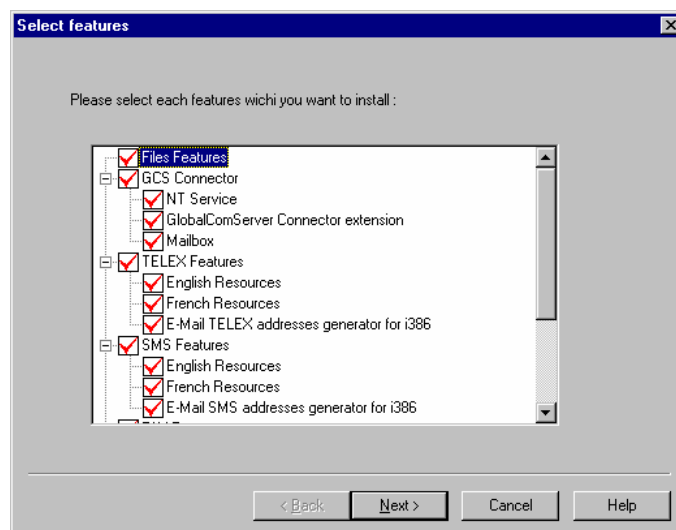 Select features
Please select each features wichi you want to install :
Files Features
GCS Connector
NT Service
GlobalComServer Connector extension
Mailbox
TELEX Features
English Resources
French Resources
E-Mail TELEX addresses generator for i386
SMS Features
English Resources
French Resources
E-Mail SMS addresses generator for i386
< Back Next > Cancel Help